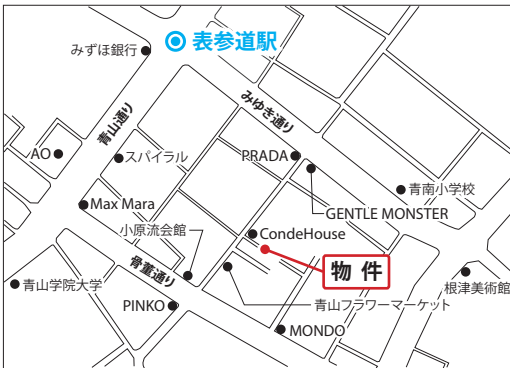 表参道駅
みずほ銀行
みゆき通り
青山通り
AO
スパイラル
PRADA
青南小学校
Max Mara
GENTLE MONSTER
小原流会館
CondeHouse
骨董通り
物件
青山学院大学
根津美術館
PINKO
青山フラワーマーケット
MONDO